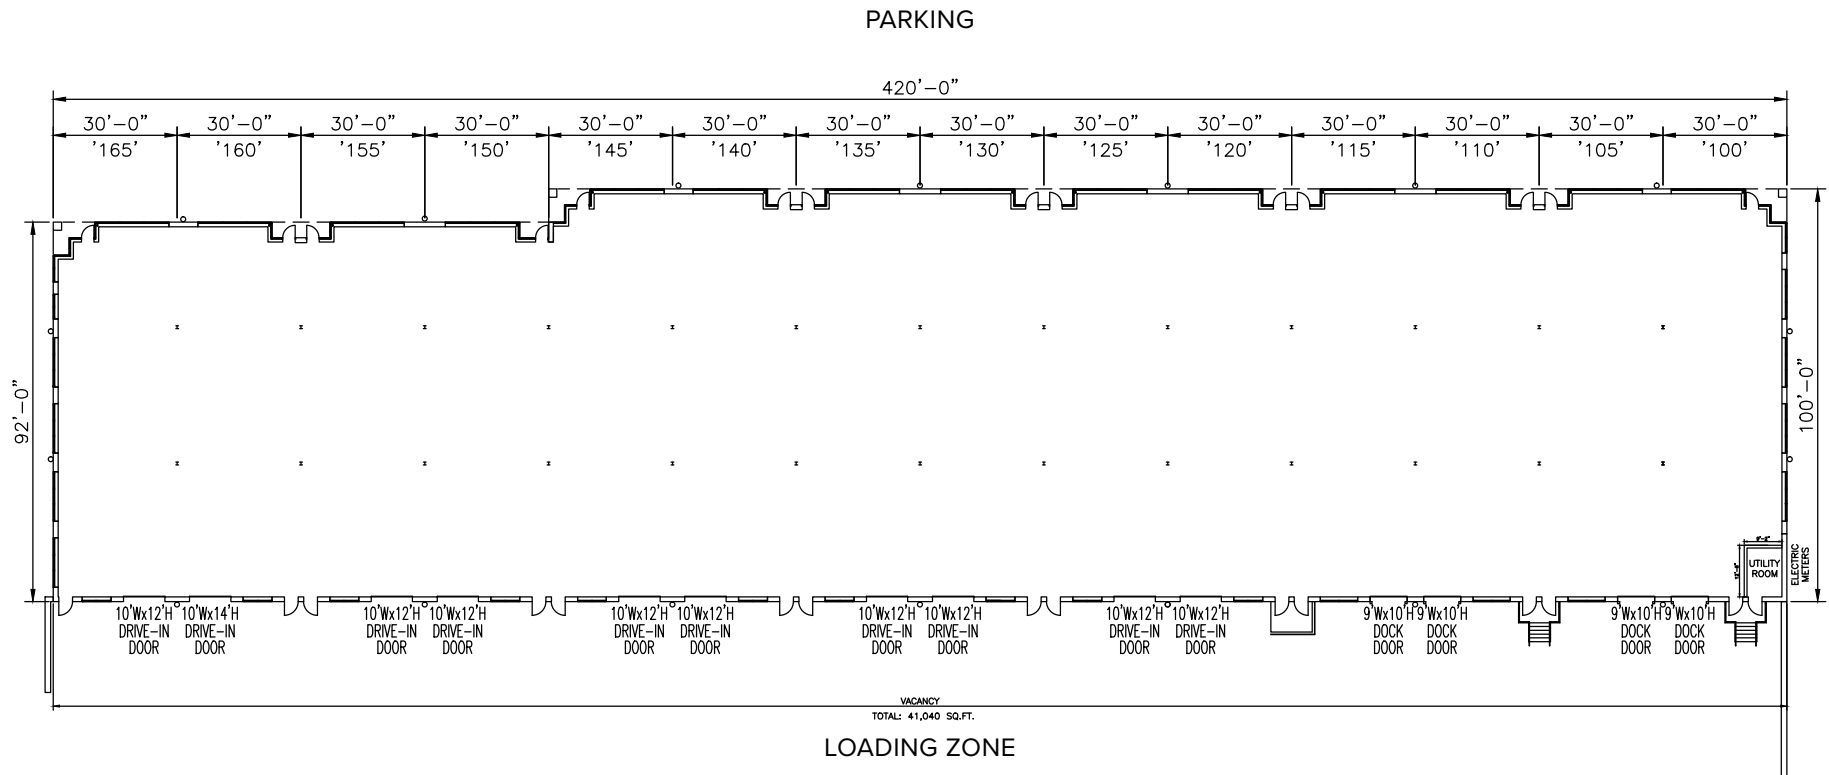 PARKING
420'-0"
30'-0" 30'-0" 30'-0" 30'-0" 30'-0" 30'-0" 30'-0" 30'-0" 30'-0" 30'-0" 30'-0" 30'-0" 30'-0" 30'-0"
'165' '160' '155' '150' '145' '140' '135' '130' '125' '120' '115' '110' '105' '100'
92'-0"
100'-0"
UTILITY
ROOM
ELECTRIC
METERS
10'Wx12'H 10'Wx14'H 10'Wx12'H 10'Wx12'H 10'Wx12'H 10'Wx12'H 10'Wx12'H 10'Wx12'H 10'Wx12'H 10'Wx12'H 9'Wx10'H 9'Wx10'H 9'Wx10'H 9'Wx10'H
DRIVE-IN DRIVE-IN DRIVE-IN DRIVE-IN DRIVE-IN DRIVE-IN DRIVE-IN DRIVE-IN DRIVE-IN DRIVE-IN DOCK DOCK DOCK DOCK
DOOR DOOR DOOR DOOR DOOR DOOR DOOR DOOR DOOR DOOR DOOR DOOR DOOR DOOR
VACANCY
TOTAL: 41,040 SQ.FT.
LOADING ZONE